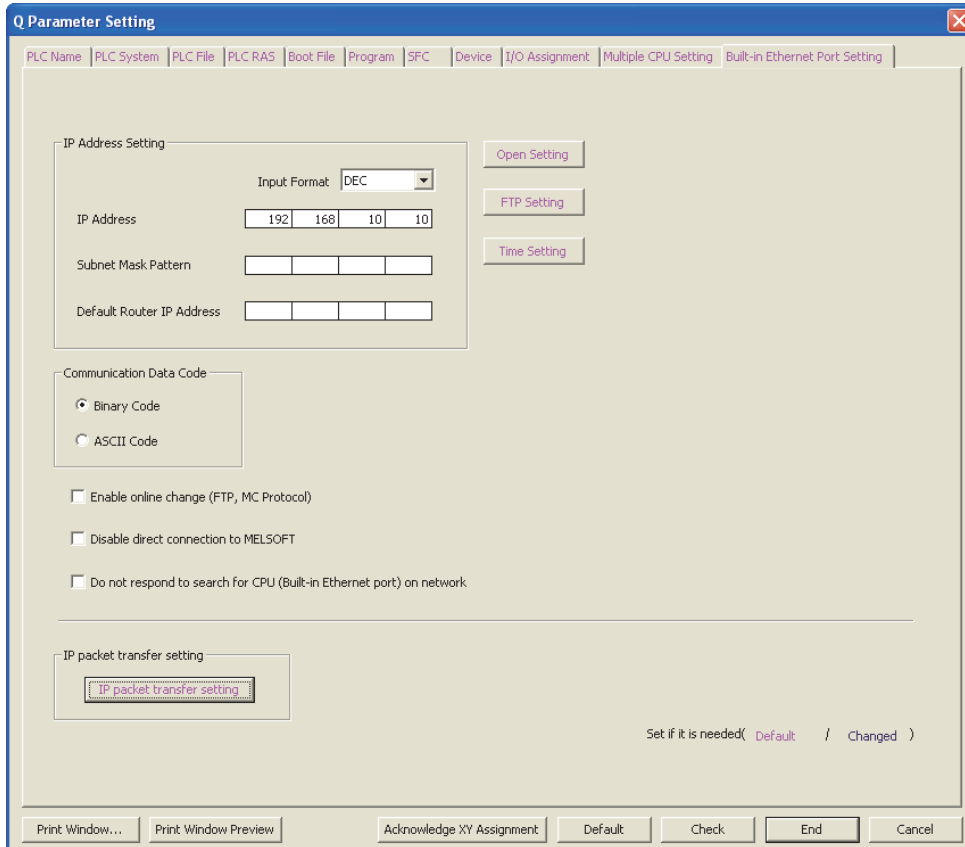 Q Parameter Setting
PLC Name PLC System PLC File PLC RAS Boot File Program SFC Device I/O Assignment Multiple CPU Setting Built-in Ethernet Port Setting
IP Address Setting
Input Format DEC
IP Address 192 168 10 10
Subnet Mask Pattern
Default Router IP Address
Open Setting
FTP Setting
Time Setting
Communication Data Code
Binary Code
ASCII Code
Enable online change (FTP, MC Protocol)
Disable direct connection to MELSOFT
Do not respond to search for CPU (Built-in Ethernet port) on network
IP packet transfer setting
IP packet transfer setting
Set if it is needed( Default / Changed )
Print Window... Print Window Preview Acknowledge XY Assignment Default Check End Cancel